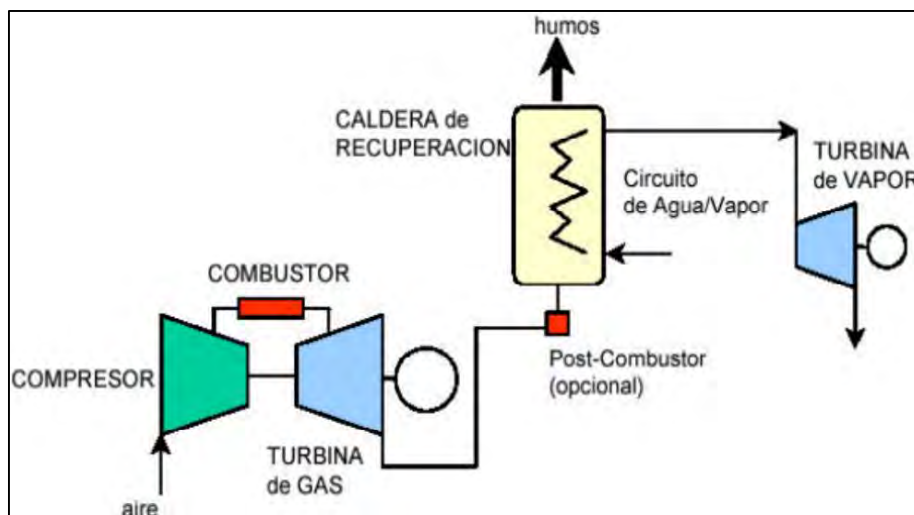 humos
CALDERA de
RECUPERACION
TURBINA
de VAPOR
Circuito
de Agua/Vapor
COMBUSTOR
Post-Combustor
(opcional)
COMPRESOR
TURBINA
de GAS
aire